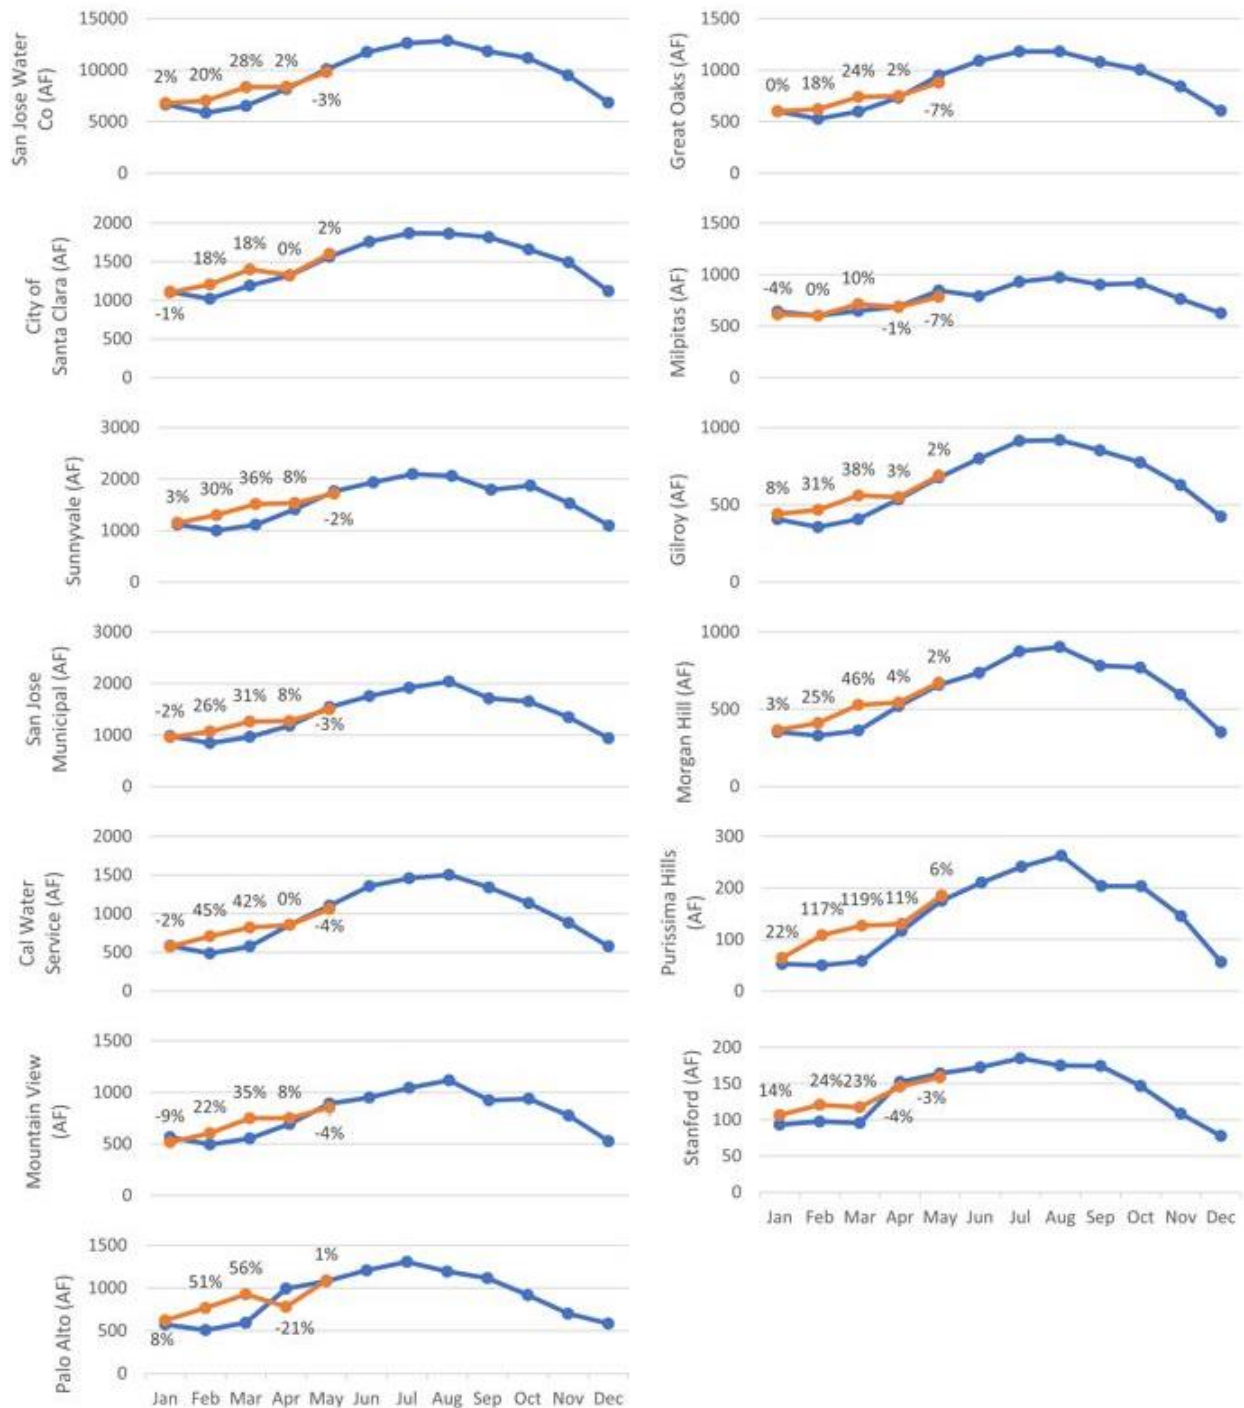 San Jose Water
Co (AF)
15000
10000
5000
0
2% 20% 28% 2%
-3%
City of
Santa Clara (AF)
2000
1500
1000
500
0
-1% 18% 18% 0% 2%
Sunnyvale (AF)
3000
2000
1000
0
3% 30% 36% 8%
-2%
San Jose
Municipal (AF)
3000
2000
1000
0
-2% 26% 31% 8%
-3%
Cal Water
Service (AF)
2000
1500
1000
500
0
-2% 45% 42% 0%
-4%
Mountain View
(AF)
1500
1000
500
0
-9% 22% 35% 8%
-4%
Palo Alto (AF)
1500
1000
500
0
8% 51% 56% -21% 1%
Jan Feb Mar Apr May Jun Jul Aug Sep Oct Nov Dec
Great Oaks (AF)
1500
1000
500
0
0% 18% 24% 2%
-7%
Milpitas (AF)
1500
1000
500
0
-4% 0% 10%
-1% -7%
Gilroy (AF)
1000
500
0
8% 31% 38% 3% 2%
Morgan Hill (AF)
1000
500
0
3% 25% 46% 4% 2%
Purissima Hills
(AF)
300
200
100
0
22% 117% 119% 11% 6%
Stanford (AF)
200
150
100
50
0
14% 24% 23%
-4% -3%
Jan Feb Mar Apr May Jun Jul Aug Sep Oct Nov Dec